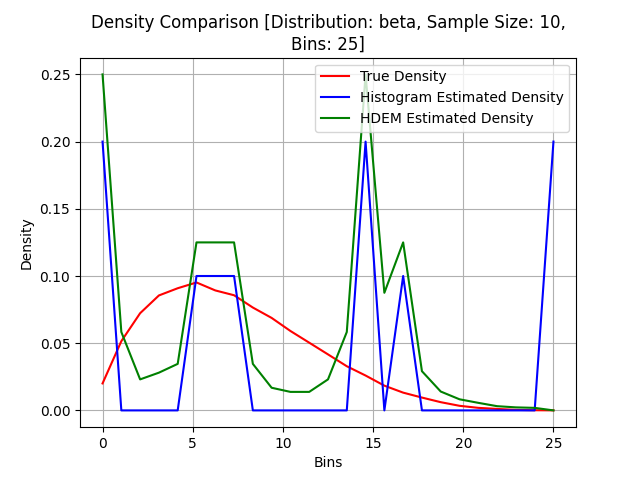 Density Comparison [Distribution: beta, Sample Size: 10,
Bins: 25]
True Density
Histogram Estimated Density
HDEM Estimated Density
Density
0.25
0.20
0.15
0.10
0.05
0.00
0 5 10 15 20 25
Bins